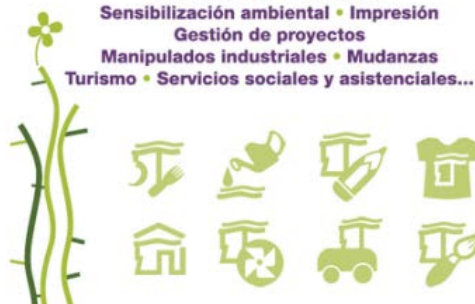 Sensibilización ambiental • Impresión
Gestión de proyectos
Manipulados industriales • Mudanzas
Turismo • Servicios sociales y asistenciales...